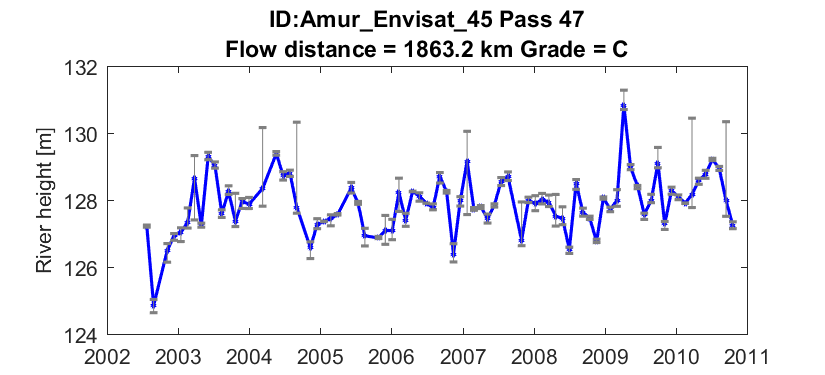 ID:Amur_Envisat_45 Pass 47
Flow distance = 1863.2 km Grade = C
River height [m]
132
130
128
126
124
2002 2003 2004 2005 2006 2007 2008 2009 2010 2011